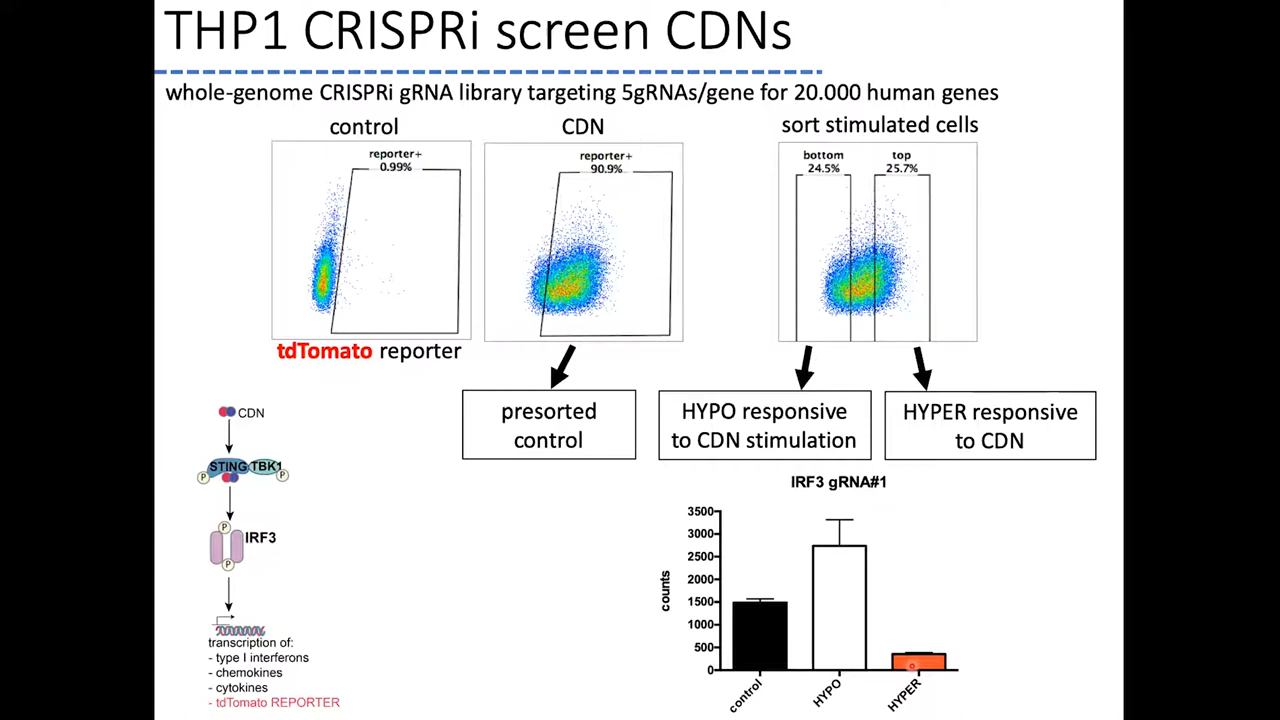 THP1 CRISPRi screen CDNs
whole-genome CRISPRi gRNA library targeting 5gRNAs/gene for 20.000 human genes
control
CDN
sort stimulated cells
reporter+
0.99%
reporter+
90.9%
bottom
24.5%
top
25.7%
tdTomato reporter
presorted
control
HYPO responsive
to CDN stimulation
HYPER responsive
to CDN
CDN
STING TBK1
P
P
P
IRF3
P
transcription of:
- type I interferons
- chemokines
- cytokines
- tdTomato REPORTER
IRF3 gRNA#1
counts
3500
3000
2500
2000
1500
1000
500
0
control
HYPO
HYPER